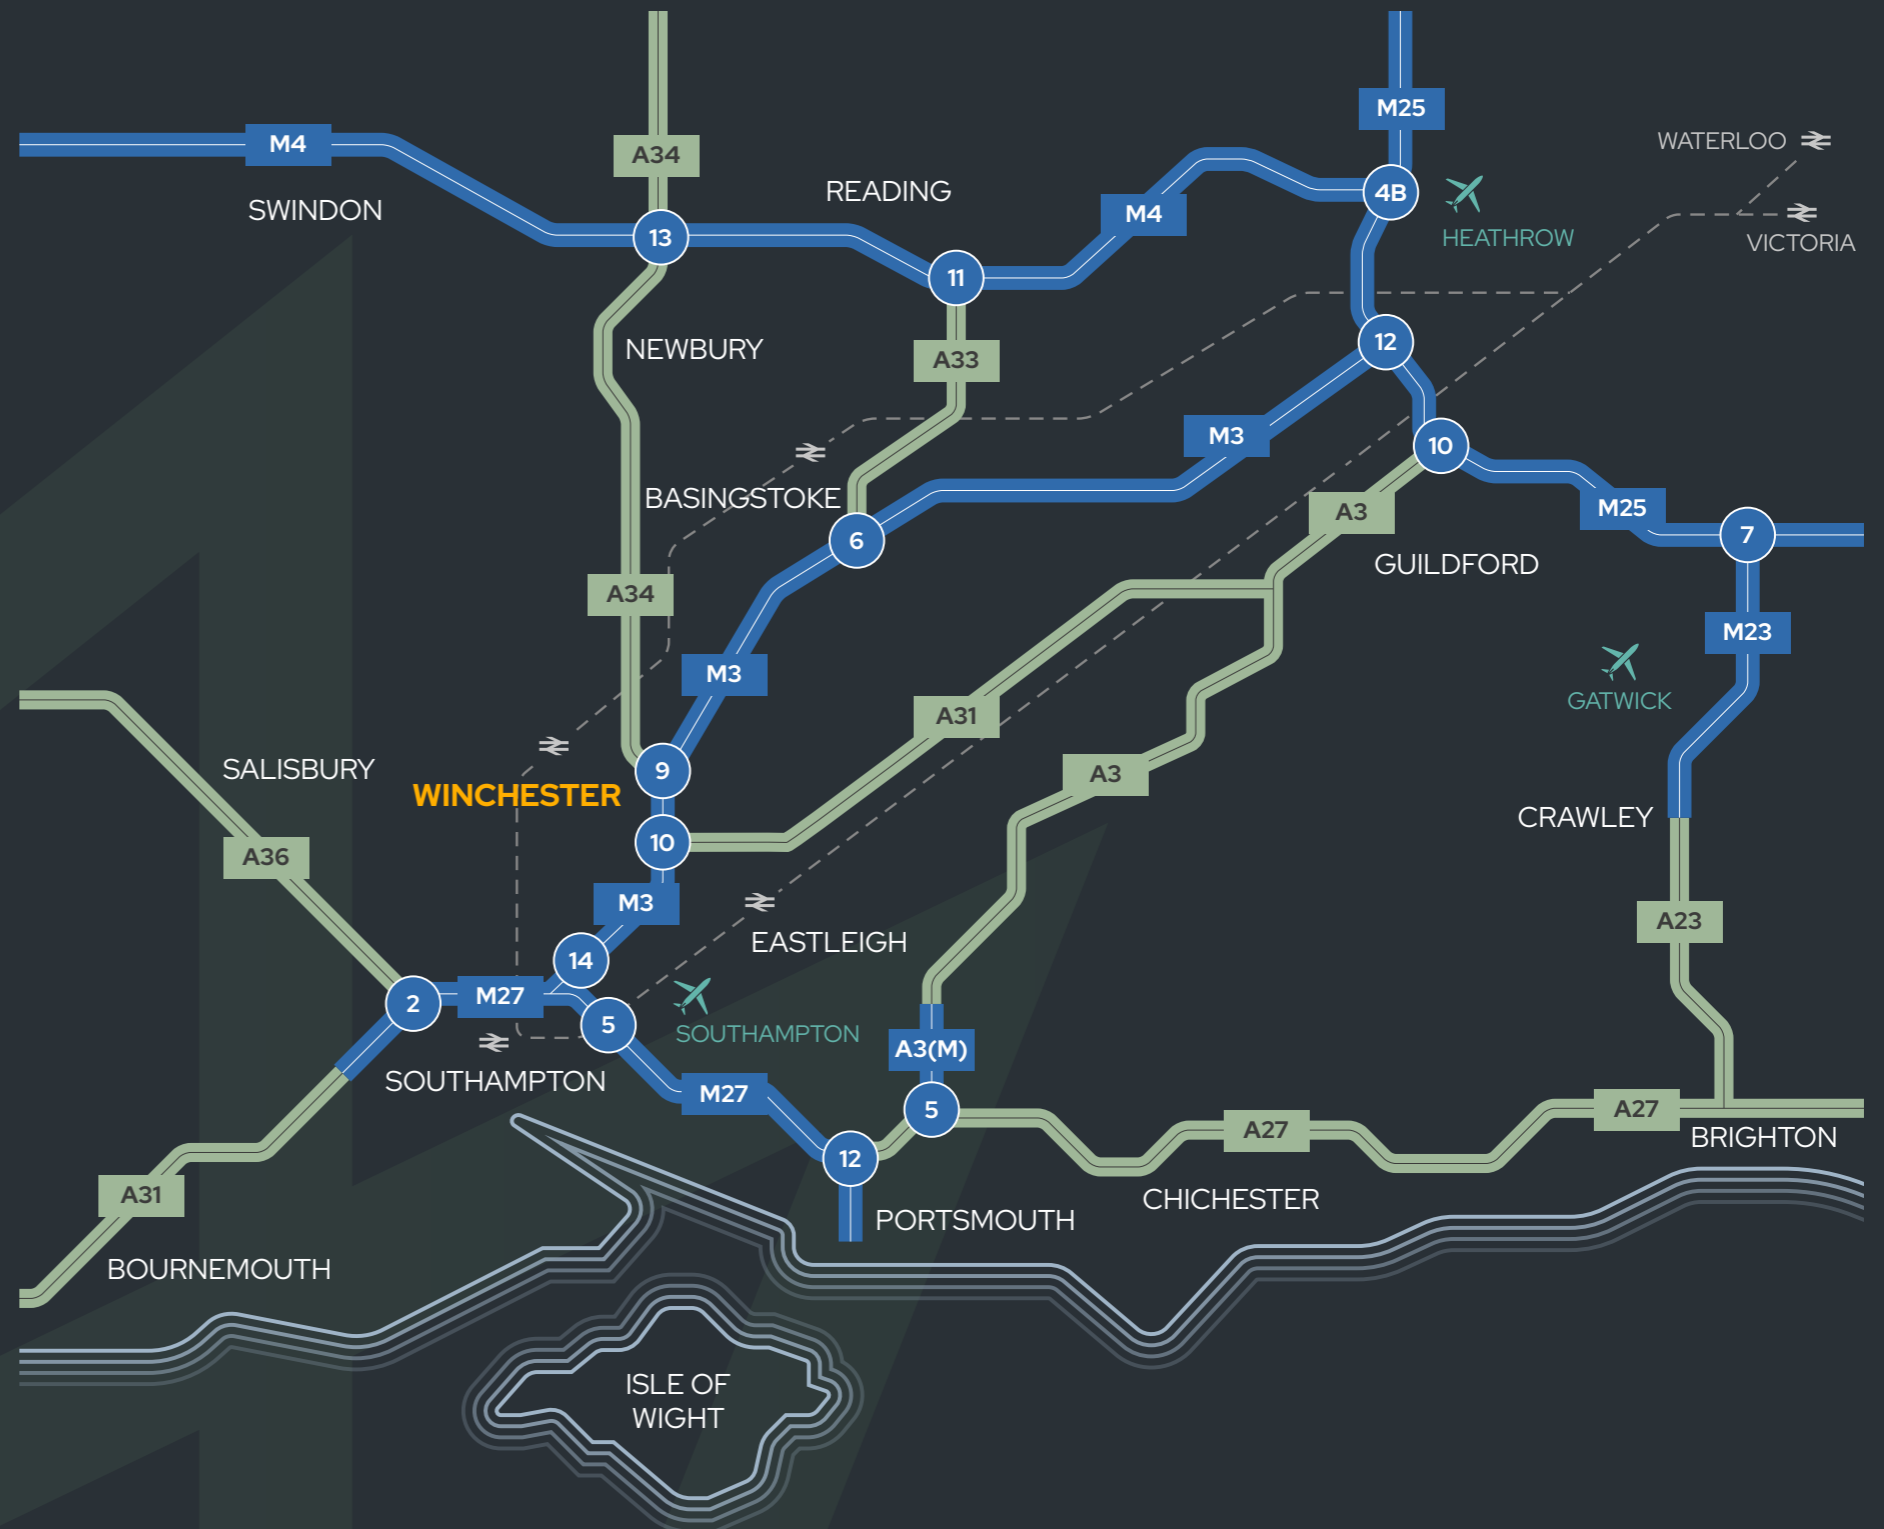 M25
WATERLOO
M4
A34
READING
4B
SWINDON
M4
VICTORIA
13
HEATHROW
11
NEWBURY
12
A33
M3
10
BASINGSTOKE
A3
M25
6
7
GUILDFORD
A34
M23
M3
GATWICK
A31
SALISBURY
9
A3
WINCHESTER
CRAWLEY
10
A36
M3
A23
EASTLEIGH
14
M27
2
5
SOUTHAMPTON
A3(M)
SOUTHAMPTON
M27
5
A27
A27
BRIGHTON
12
A31
CHICHESTER
PORTSMOUTH
BOURNEMOUTH
ISLE OF
WIGHT